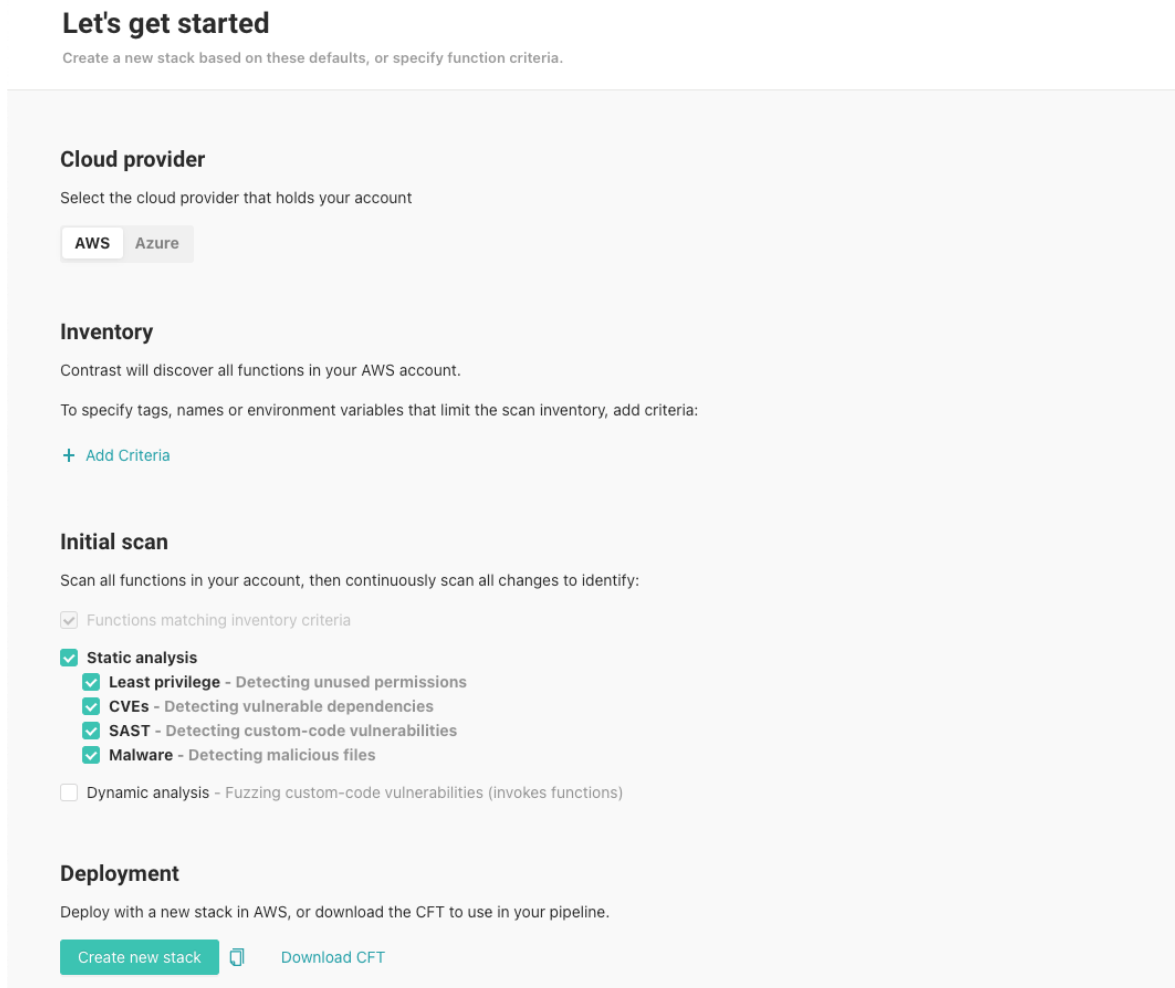 Let's get started
Create a new stack based on these defaults, or specify function criteria.
Cloud provider
Select the cloud provider that holds your account
AWS Azure
Inventory
Contrast will discover all functions in your AWS account.
To specify tags, names or environment variables that limit the scan inventory, add criteria:
+ Add Criteria
Initial scan
Scan all functions in your account, then continuously scan all changes to identify:
Functions matching inventory criteria
Static analysis
Least privilege - Detecting unused permissions
CVEs - Detecting vulnerable dependencies
SAST - Detecting custom-code vulnerabilities
Malware - Detecting malicious files
Dynamic analysis - Fuzzing custom-code vulnerabilities (invokes functions)
Deployment
Deploy with a new stack in AWS, or download the CFT to use in your pipeline.
Create new stack Download CFT